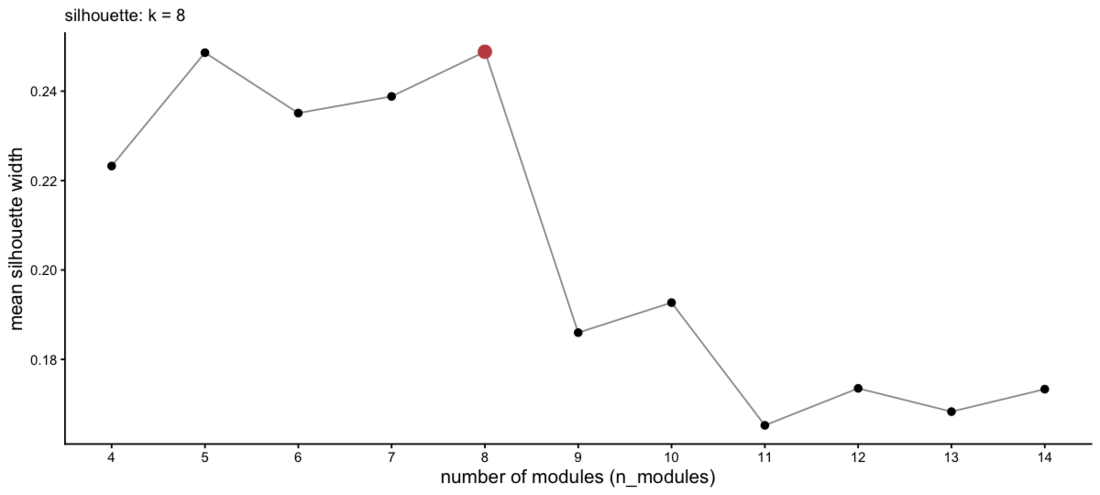 silhouette: k = 8
mean silhouette width
0.24
0.22
0.20
0.18
4 5 6 7 8 9 10 11 12 13 14
number of modules (n_modules)